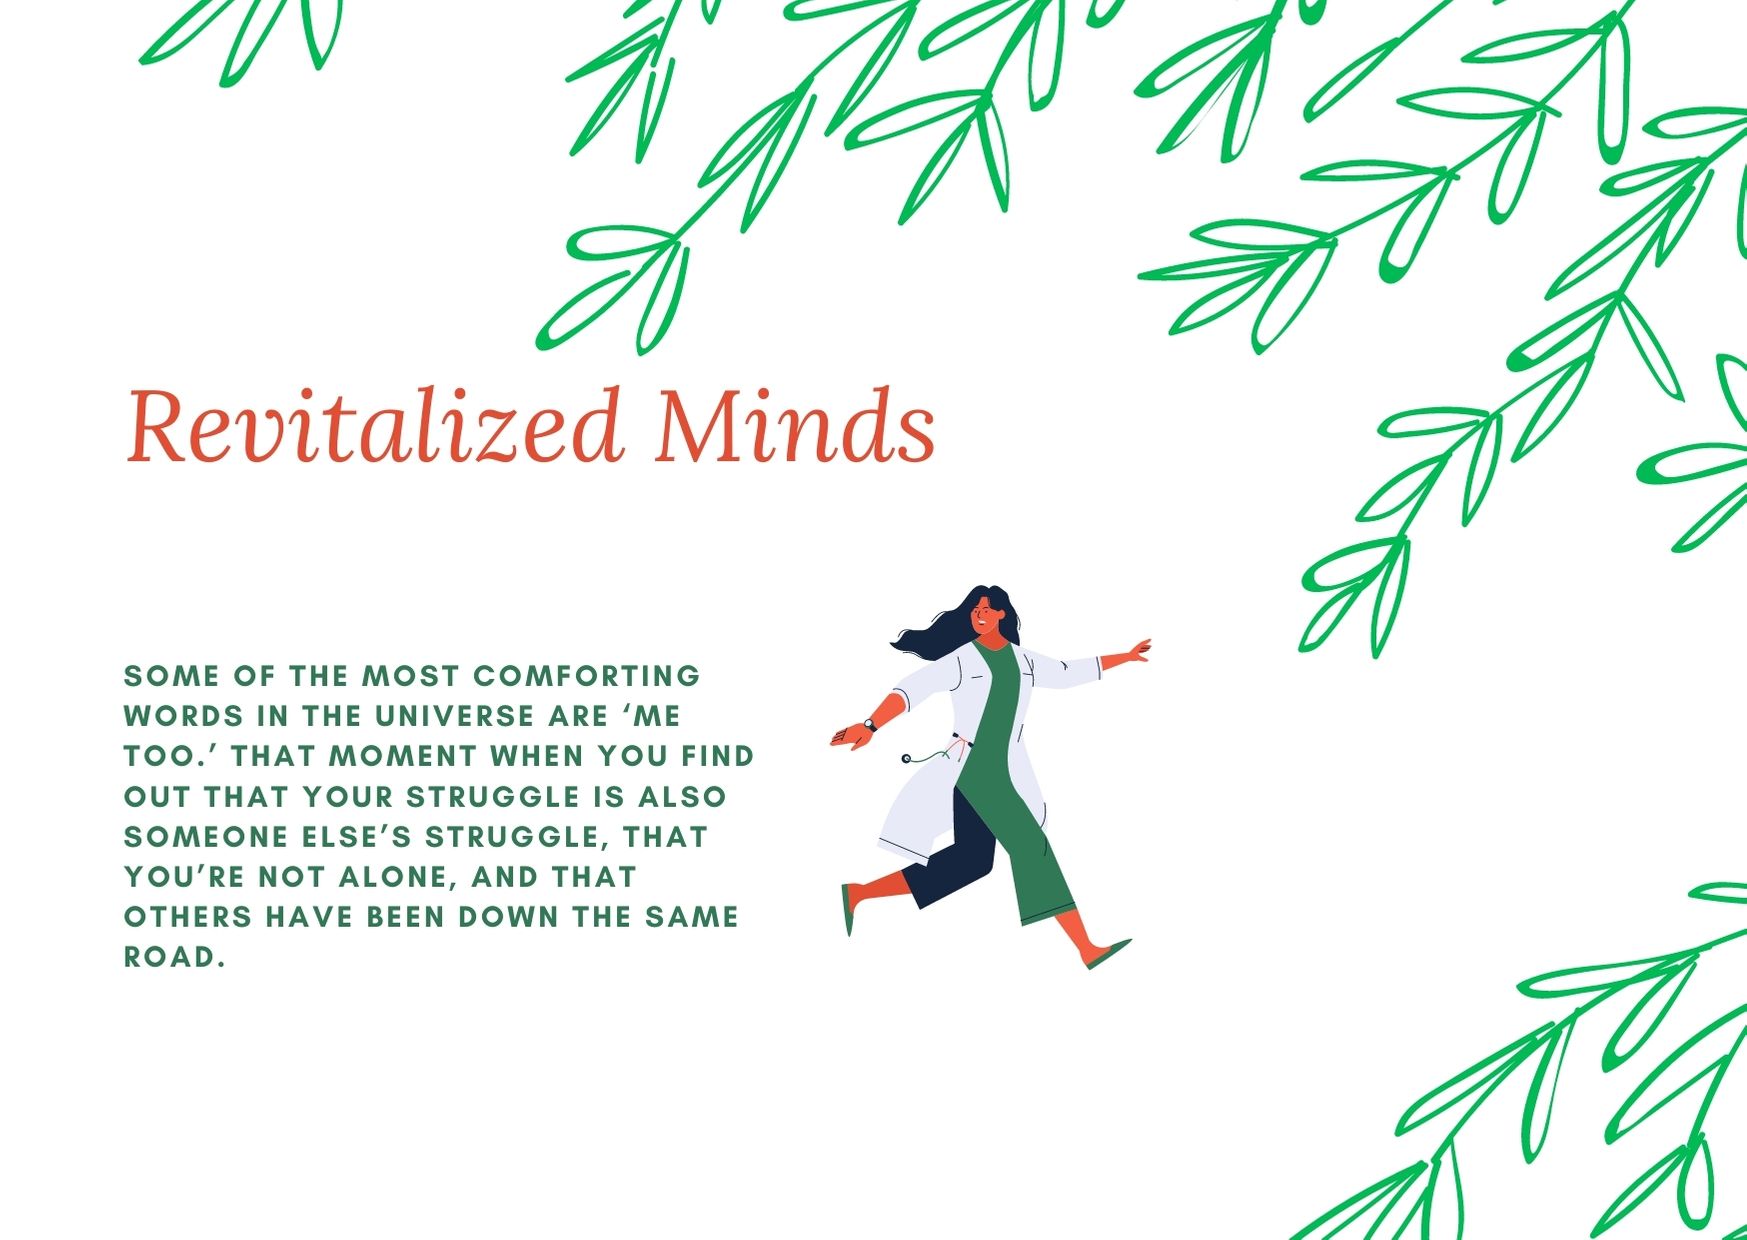 Revitalized Minds
SOME OF THE MOST COMFORTING
WORDS IN THE UNIVERSE ARE ‘ME
TOO.’ THAT MOMENT WHEN YOU FIND
OUT THAT YOUR STRUGGLE IS ALSO
SOMEONE ELSE’S STRUGGLE, THAT
YOU’RE NOT ALONE, AND THAT
OTHERS HAVE BEEN DOWN THE SAME
ROAD.